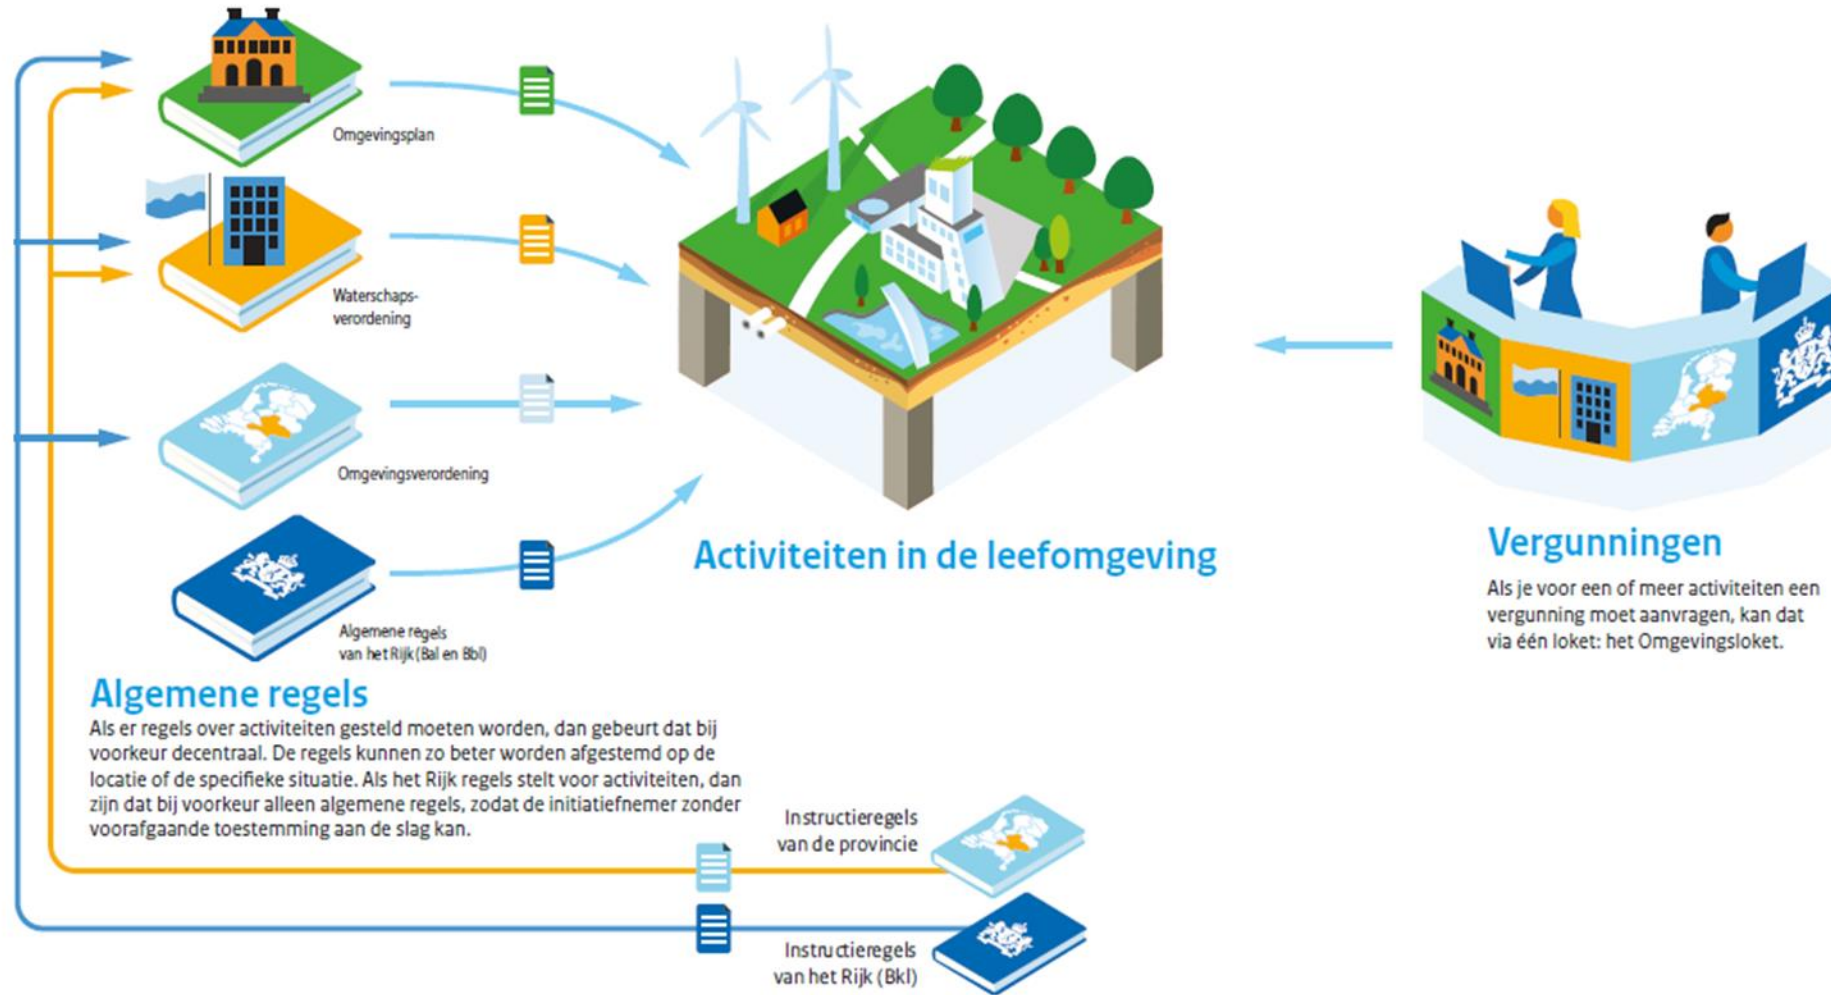 Omgevingsplan
Waterschaps-
verordening
Omgevingsverordening
Algemene regels
van het Rijk (Bal en Bbl)
Activiteiten in de leefomgeving
Vergunningen
Als je voor een of meer activiteiten een
vergunning moet aanvragen, kan dat
via één loket: het Omgevingsloket.
Algemene regels
Als er regels over activiteiten gesteld moeten worden, dan gebeurt dat bij
voorkeur decentraal. De regels kunnen zo beter worden afgestemd op de
locatie of de specifieke situatie. Als het Rijk regels stelt voor activiteiten, dan
zijn dat bij voorkeur alleen algemene regels, zodat de initiatiefnemer zonder
voorafgaande toestemming aan de slag kan.
Instructieregels
van de provincie
Instructieregels
van het Rijk (Bkl)